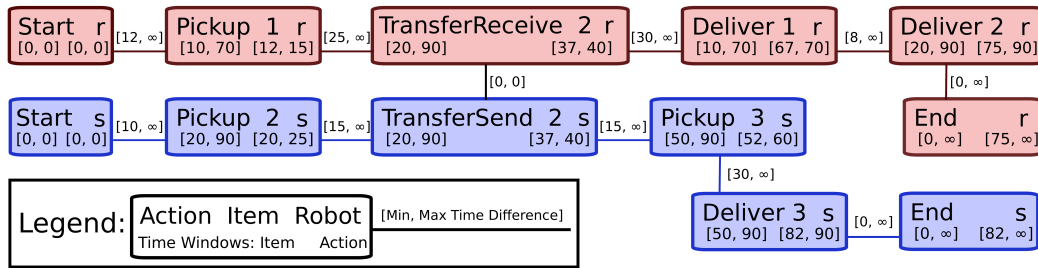 Start r
[0, 0] [0, 0]
[12, ∞]
Pickup 1 r
[10, 70] [12, 15]
[25, ∞]
TransferReceive 2 r
[20, 90] [37, 40]
[30, ∞]
Deliver 1 r
[10, 70] [67, 70]
[8, ∞]
Deliver 2 r
[20, 90] [75, 90]
[0, 0]
[0, ∞]
Start s
[0, 0] [0, 0]
[10, ∞]
Pickup 2 s
[20, 90] [20, 25]
[15, ∞]
TransferSend 2 s
[20, 90] [37, 40]
[15, ∞]
Pickup 3 s
[50, 90] [52, 60]
End r
[0, ∞] [75, ∞]
[30, ∞]
Deliver 3 s
[50, 90] [82, 90]
[0, ∞]
End s
[0, ∞] [82, ∞]
Legend:
Action Item Robot
Time Windows: Item Action
[Min, Max Time Difference]